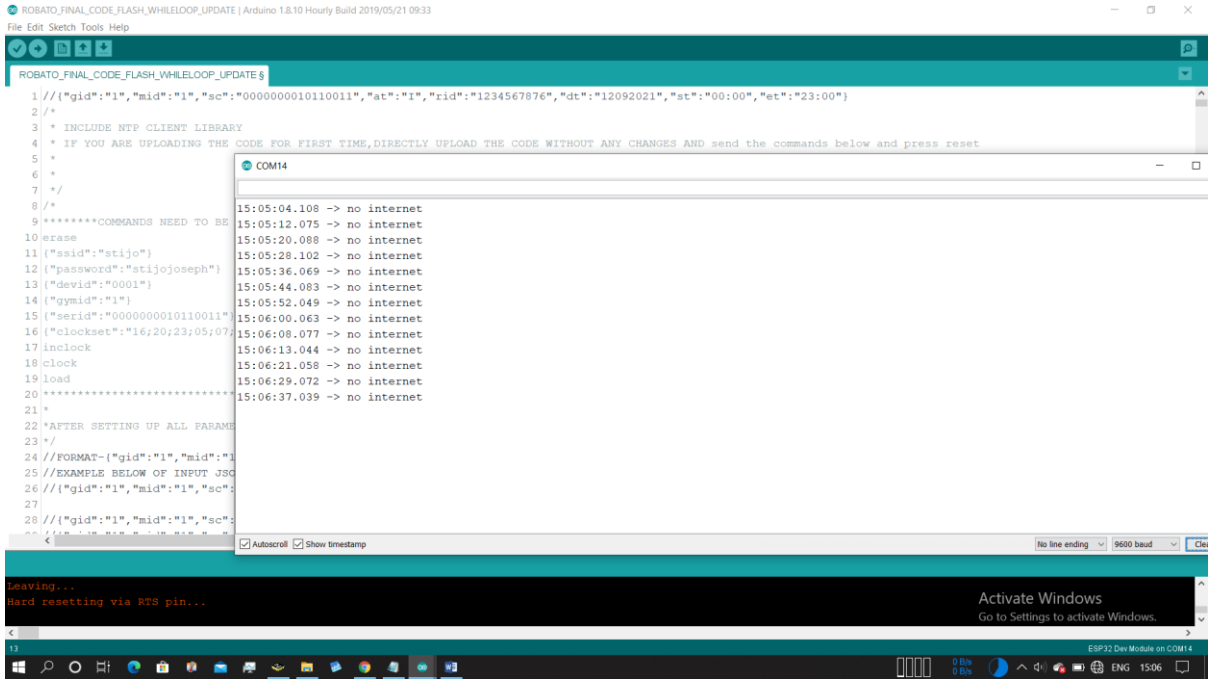 ROBATO_FINAL_CODE_FLASH_WHILELOOP_UPDATE | Arduino 1.8.10 Hourly Build 2019/05/21 09:33
File Edit Sketch Tools Help
ROBATO_FINAL_CODE_FLASH_WHILELOOP_UPDATE §
1 //{"gid":"1","mid":"1","sc":"0000000010110011","at":"I","rid":"1234567876","dt":"12092021","st":"00:00","et":"23:00"}
2 /*
3 * INCLUDE NTP CLIENT LIBRARY
4 * IF YOU ARE UPLOADING THE CODE FOR FIRST TIME,DIRECTLY UPLOAD THE CODE WITHOUT ANY CHANGES AND send the commands below and press reset
5 *
6 *
7 */
8 /*
9 ********COMMANDS NEED TO BE
10 erase
11 {"ssid":"stijo"}
12 {"password":"stijojoseph"}
13 {"devid":"0001"}
14 {"gymid":"1"}
15 {"serid":"0000000010110011"
16 {"clockset":"16;20;23;05;07;
17 inclock
18 clock
19 load
20 ****************************
21 *
22 *AFTER SETTING UP ALL PARAME
23 */
24 //FORMAT-{"gid":"1","mid":"1
25 //EXAMPLE BELOW OF INPUT JSO
26 //{"gid":"1","mid":"1","sc":
27
28 //{"gid":"1","mid":"1","sc":
COM14
15:05:04.108 -> no internet
15:05:12.075 -> no internet
15:05:20.088 -> no internet
15:05:28.102 -> no internet
15:05:36.069 -> no internet
15:05:44.083 -> no internet
15:05:52.049 -> no internet
15:06:00.063 -> no internet
15:06:08.077 -> no internet
15:06:13.044 -> no internet
15:06:21.058 -> no internet
15:06:29.072 -> no internet
15:06:37.039 -> no internet
Autoscroll Show timestamp No line ending 9600 baud Cle
Leaving...
Hard resetting via RTS pin...
Activate Windows
Go to Settings to activate Windows.
13 ESP32 Dev Module on COM14
0 B/s
0 B/s
ENG 15:06